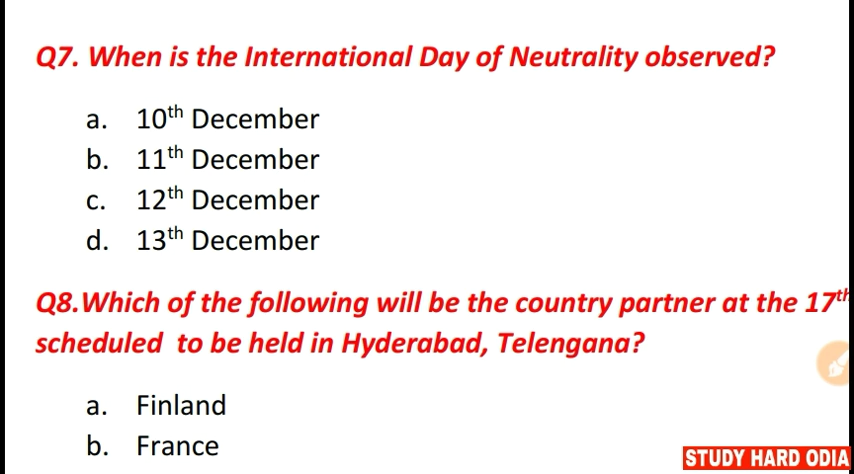 Q7. When is the International Day of Neutrality observed?
a. 10th December
b. 11th December
c. 12th December
d. 13th December
Q8.Which of the following will be the country partner at the 17th
scheduled to be held in Hyderabad, Telengana?
a. Finland
b. France
STUDY HARD ODIA